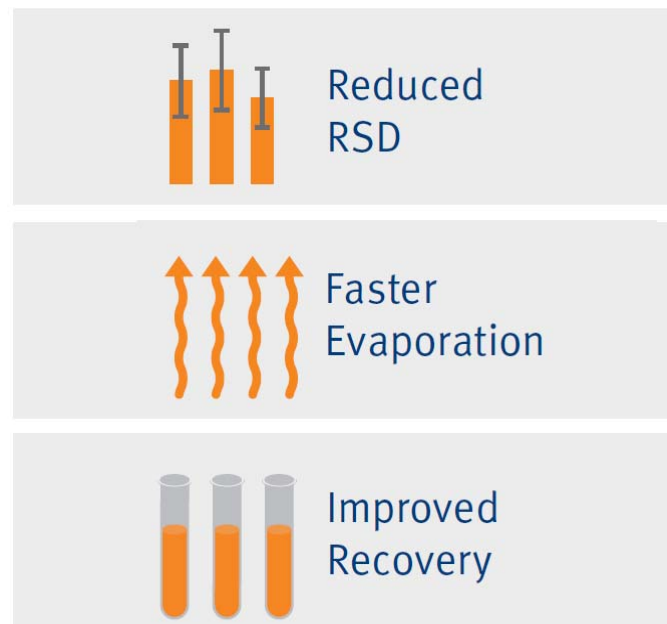 Reduced
RSD
Faster
Evaporation
Improved
Recovery